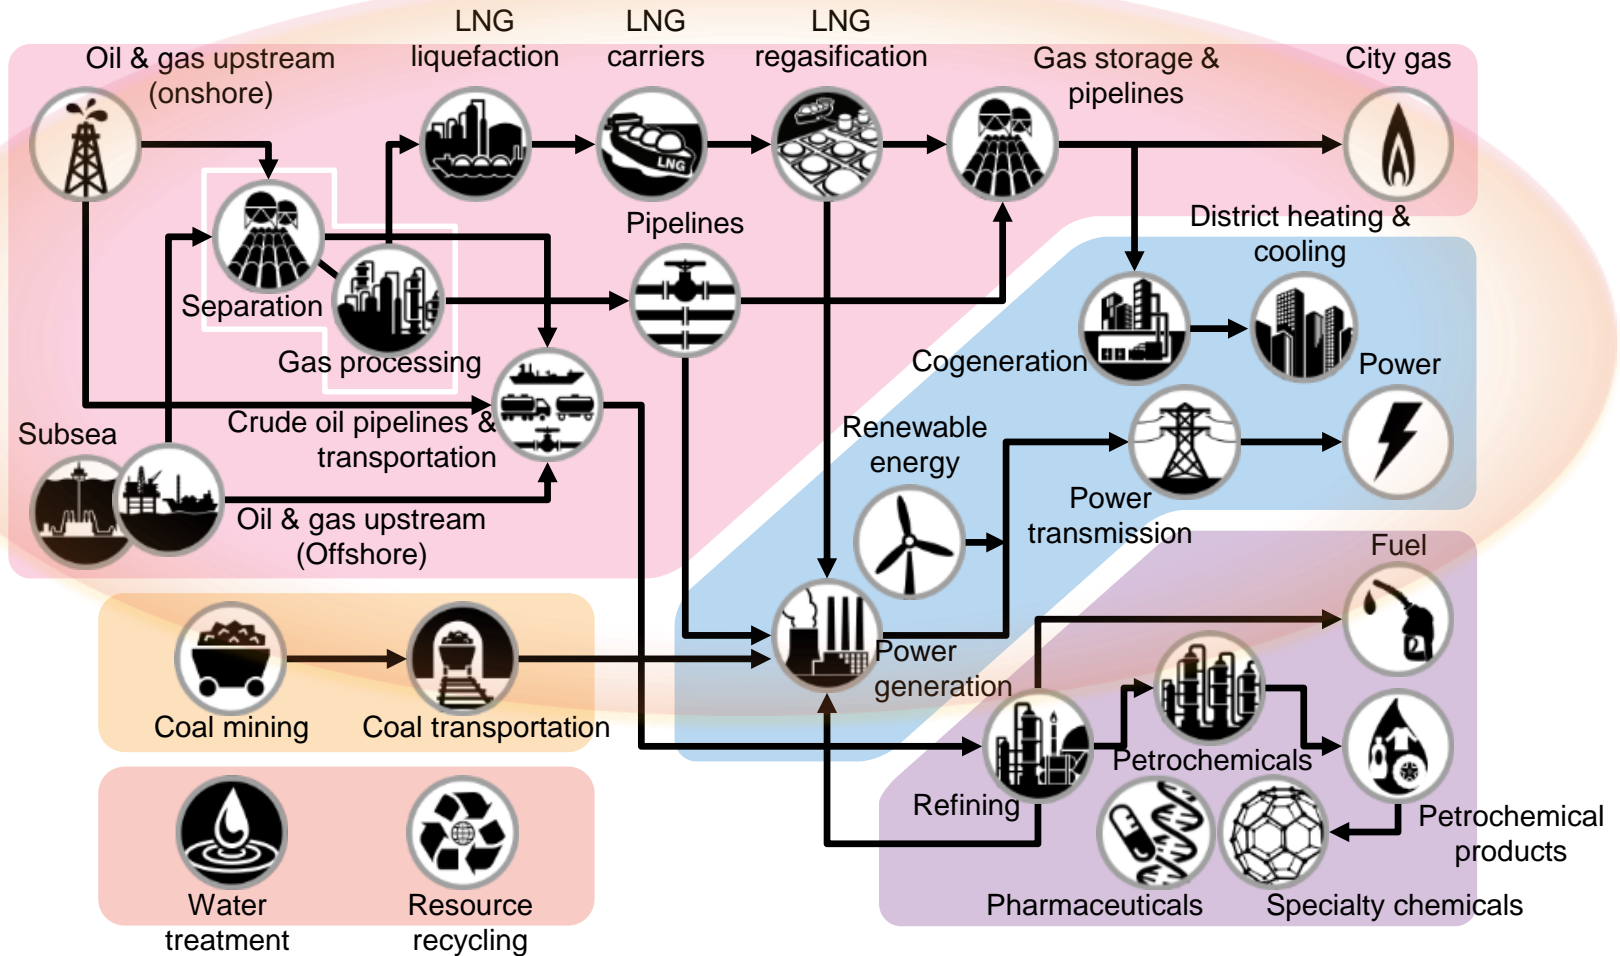 LNG
liquefaction
LNG
carriers
LNG
regasification
Oil & gas upstream
(onshore)
Gas storage &
pipelines
City gas
LNG
Separation
Gas processing
Pipelines
District heating &
cooling
Cogeneration
Power
Crude oil pipelines &
transportation
Subsea
Oil & gas upstream
(Offshore)
Renewable
energy
Power
transmission
Fuel
Power
generation
Coal mining
Coal transportation
Refining
Petrochemicals
Petrochemical
products
Water
treatment
Resource
recycling
Pharmaceuticals
Specialty chemicals